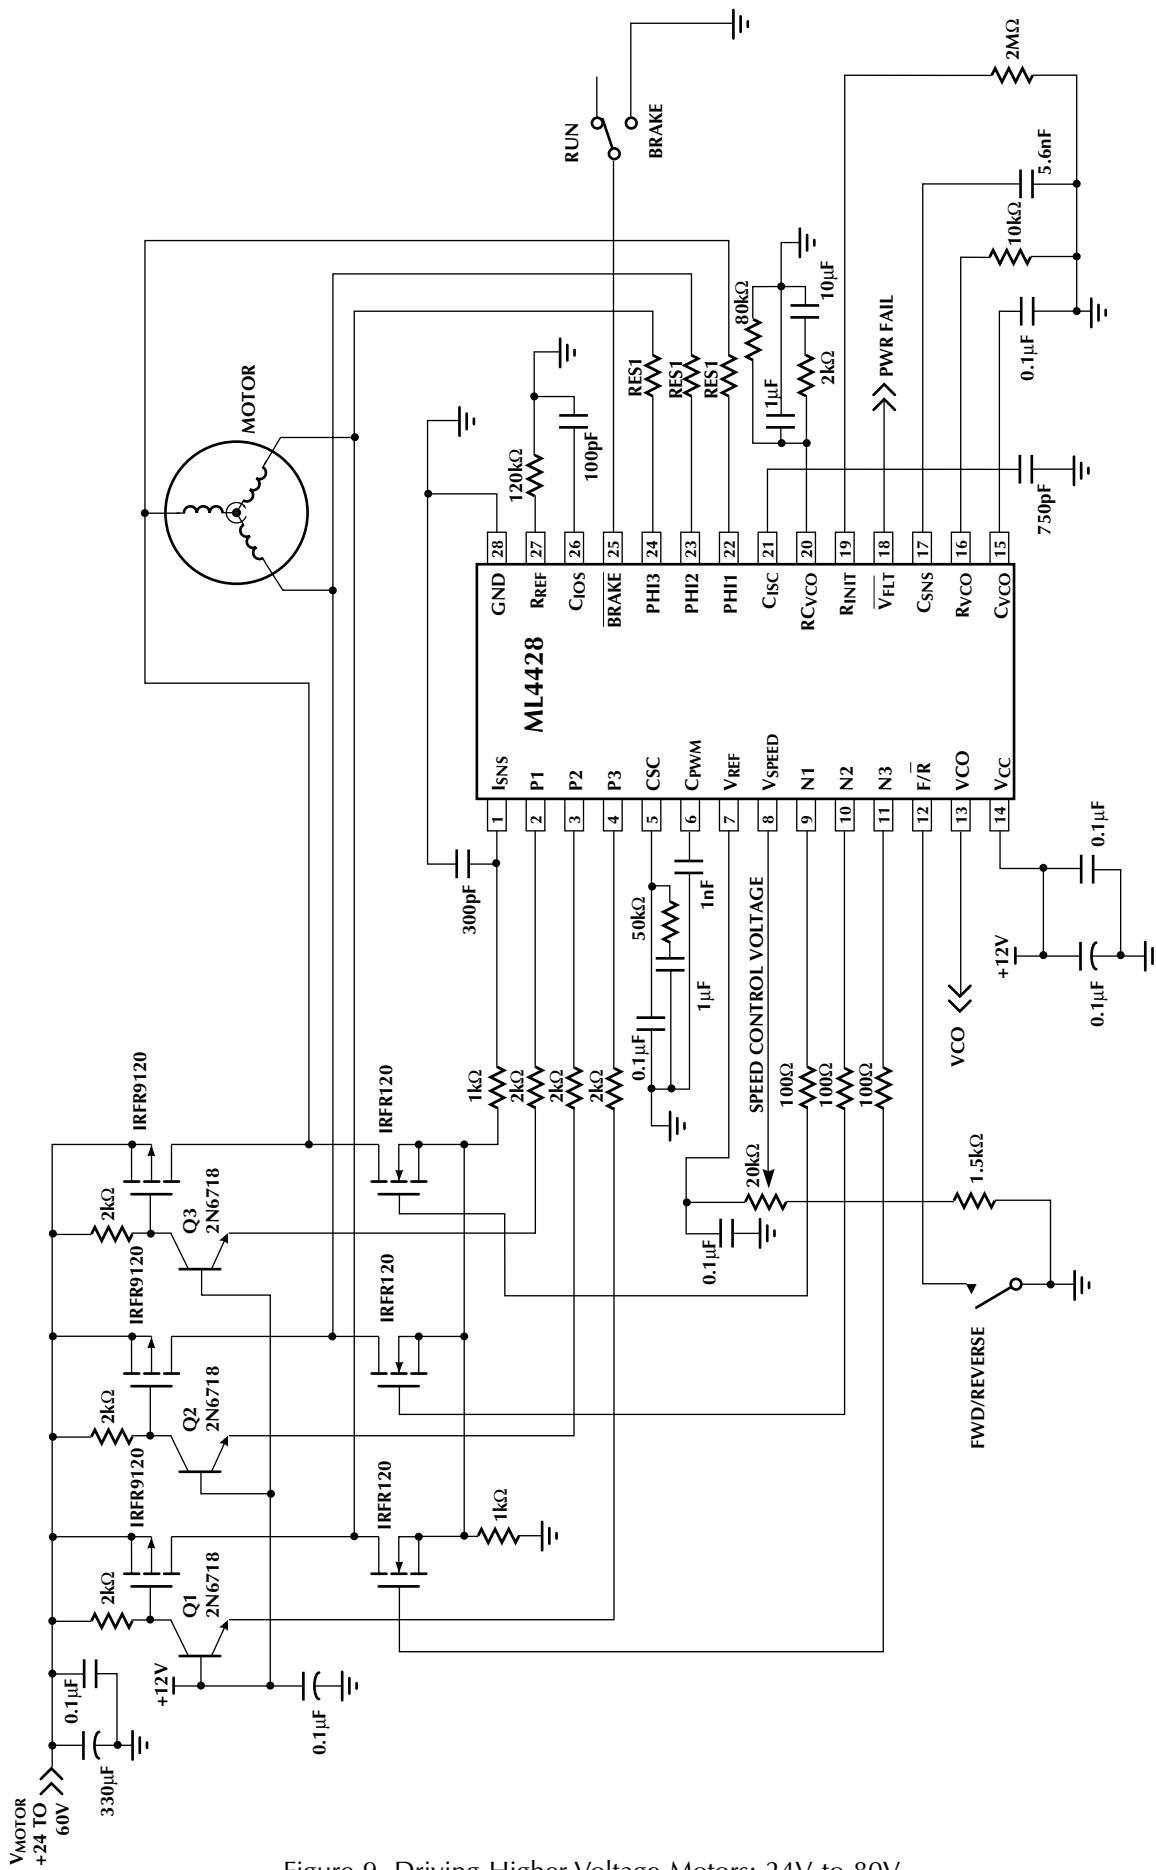 VMOTOR
+24 TO
60V
330µF
0.1µF
+12V
0.1µF
2kΩ
Q1
2N6718
IRFR9120
IRFR120
1kΩ
2kΩ
Q2
2N6718
IRFR9120
IRFR120
2kΩ
Q3
2N6718
IRFR9120
IRFR120
1kΩ
2kΩ
2kΩ
2kΩ
300pF
0.1µF
50kΩ
1µF
1nF
SPEED CONTROL VOLTAGE
20kΩ
0.1µF
1.5kΩ
100Ω
100Ω
100Ω
FWD/REVERSE
VCO
+12V
0.1µF
0.1µF
ML4428
1 ISNS
2 P1
3 P2
4 P3
5 CSC
6 CPWM
7 VREF
8 VSPEED
9 N1
10 N2
11 N3
12 F/R̅
13 VCO
14 VCC
GND 28
RREF 27
CIOS 26
B̅R̅A̅K̅E̅ 25
PHI3 24
PHI2 23
PHI1 22
CISC 21
RCVCO 20
RINIT 19
V̅F̅L̅T̅ 18
CSNS 17
RVCO 16
CVCO 15
MOTOR
120kΩ
100pF
RES1
RES1
RES1
RUN
BRAKE
80kΩ
1µF
2kΩ
10µF
PWR FAIL
750pF
0.1µF
10kΩ
5.6nF
2MΩ
Figure 9. Driving Higher Voltage Motors: 24V to 80V